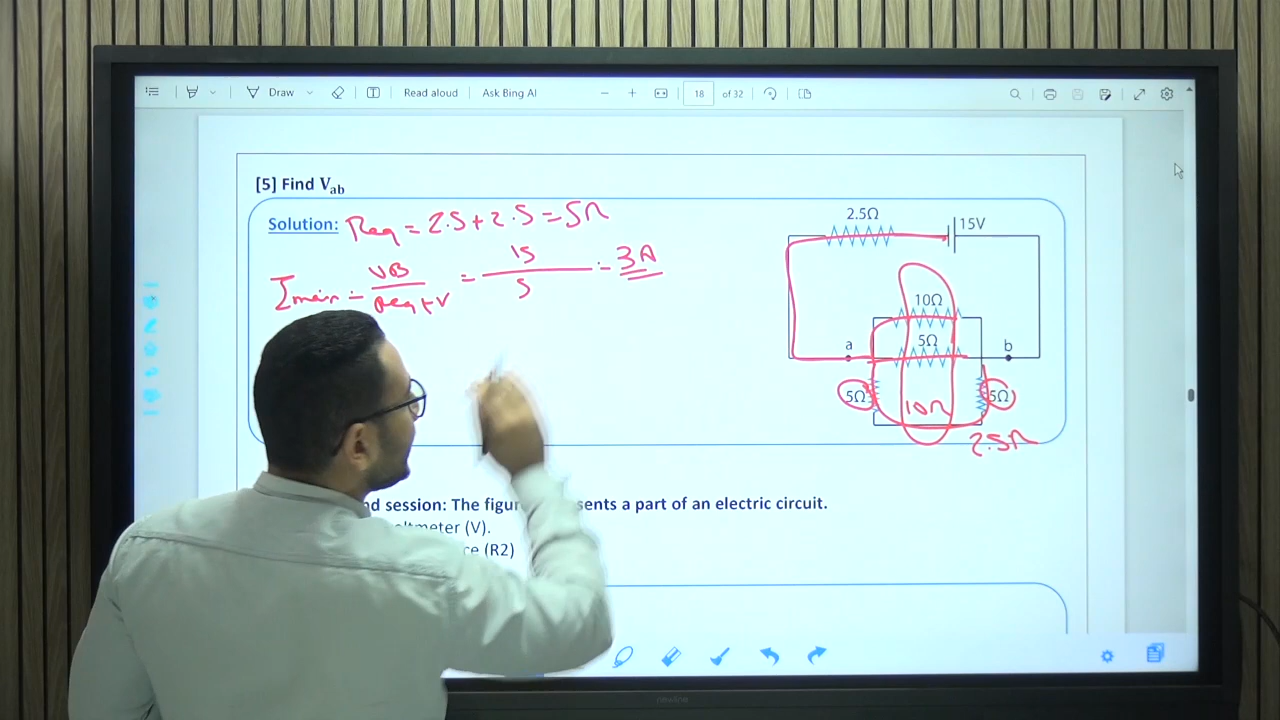 Draw
Read aloud
Ask Bing AI
18 of 32
[5] Find Vab
Solution: Req = 2.5 + 2.5 = 5Ω
Imain = VB / Req + r = 15 / 5 = 3A
2.5Ω
15V
10Ω
5Ω
a
b
5Ω
10Ω
5Ω
2.5Ω
nd session: The figur
sents a part of an electric circuit.
oltmeter (V).
ce (R2)
newline